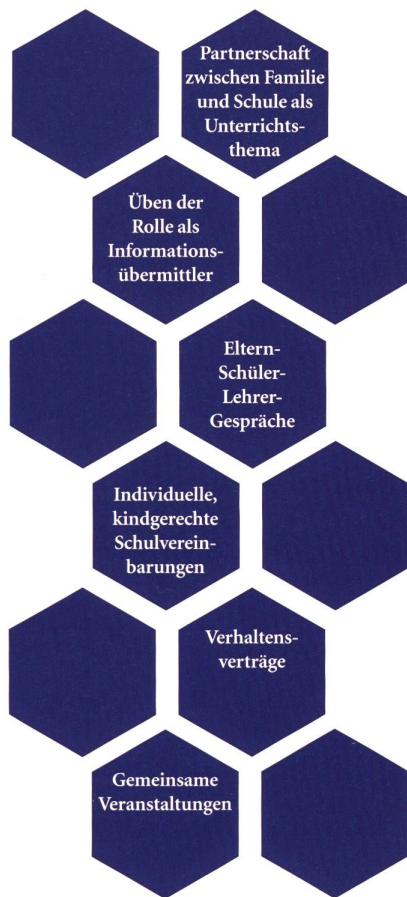 Partnerschaft
zwischen Familie
und Schule als
Unterrichts-
thema
Üben der
Rolle als
Informations-
übermittler
Eltern-
Schüler-
Lehrer-
Gespräche
Individuelle,
kindgerechte
Schulverein-
barungen
Verhaltens-
verträge
Gemeinsame
Veranstaltungen